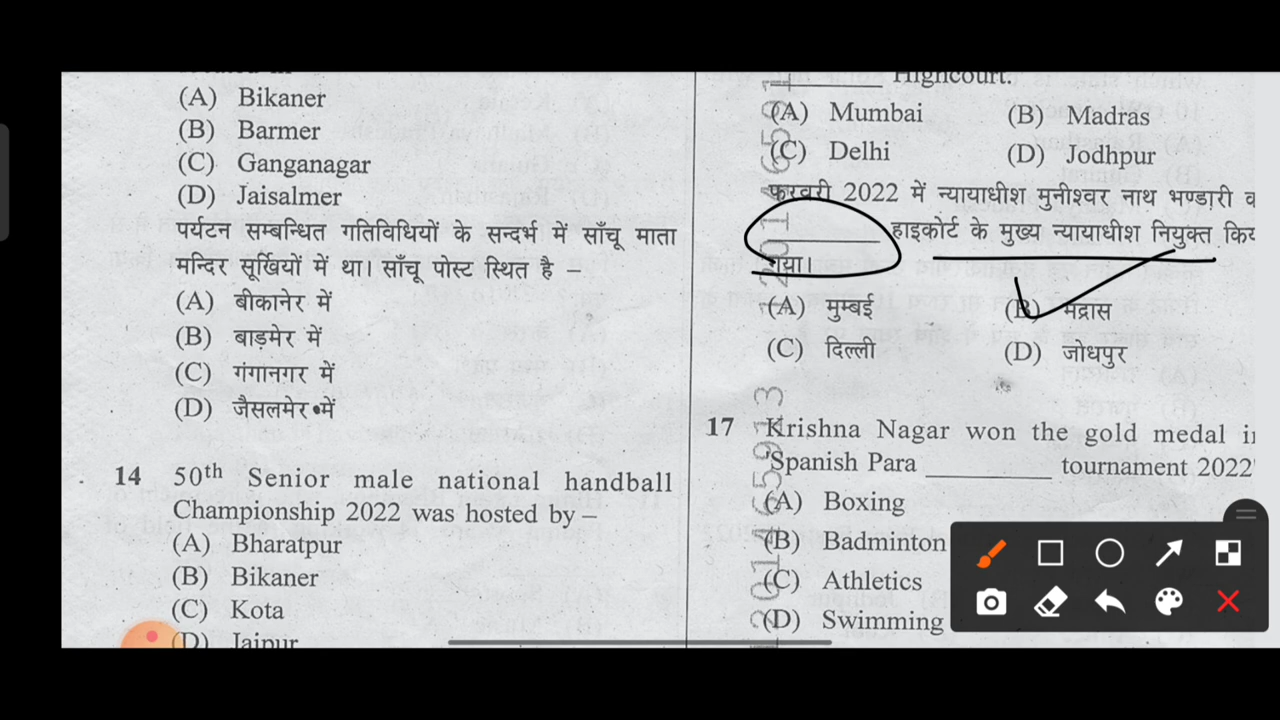 (A) Bikaner
(B) Barmer
(C) Ganganagar
(D) Jaisalmer
पर्यटन सम्बन्धित गतिविधियों के सन्दर्भ में साँचू माता
मन्दिर सूर्खियों में था। साँचू पोस्ट स्थित है –
(A) बीकानेर में
(B) बाड़मेर में
(C) गंगानगर में
(D) जैसलमेर में
14 50th Senior male national handball
Championship 2022 was hosted by
(A) Bharatpur
(B) Bikaner
(C) Kota
(D) Jaipur
________ Highcourt.
(A) Mumbai (B) Madras
(C) Delhi (D) Jodhpur
फरवरी 2022 में न्यायाधीश मुनीश्वर नाथ भण्डारी
________ हाइकोर्ट के मुख्य न्यायाधीश नियुक्त
गया।
(A) मुम्बई (B) मद्रास
(C) दिल्ली (D) जोधपुर
17 Krishna Nagar won the gold medal
'Spanish Para ________ tournament 2022'
(A) Boxing
(B) Badminton
(C) Athletics
(D) Swimming